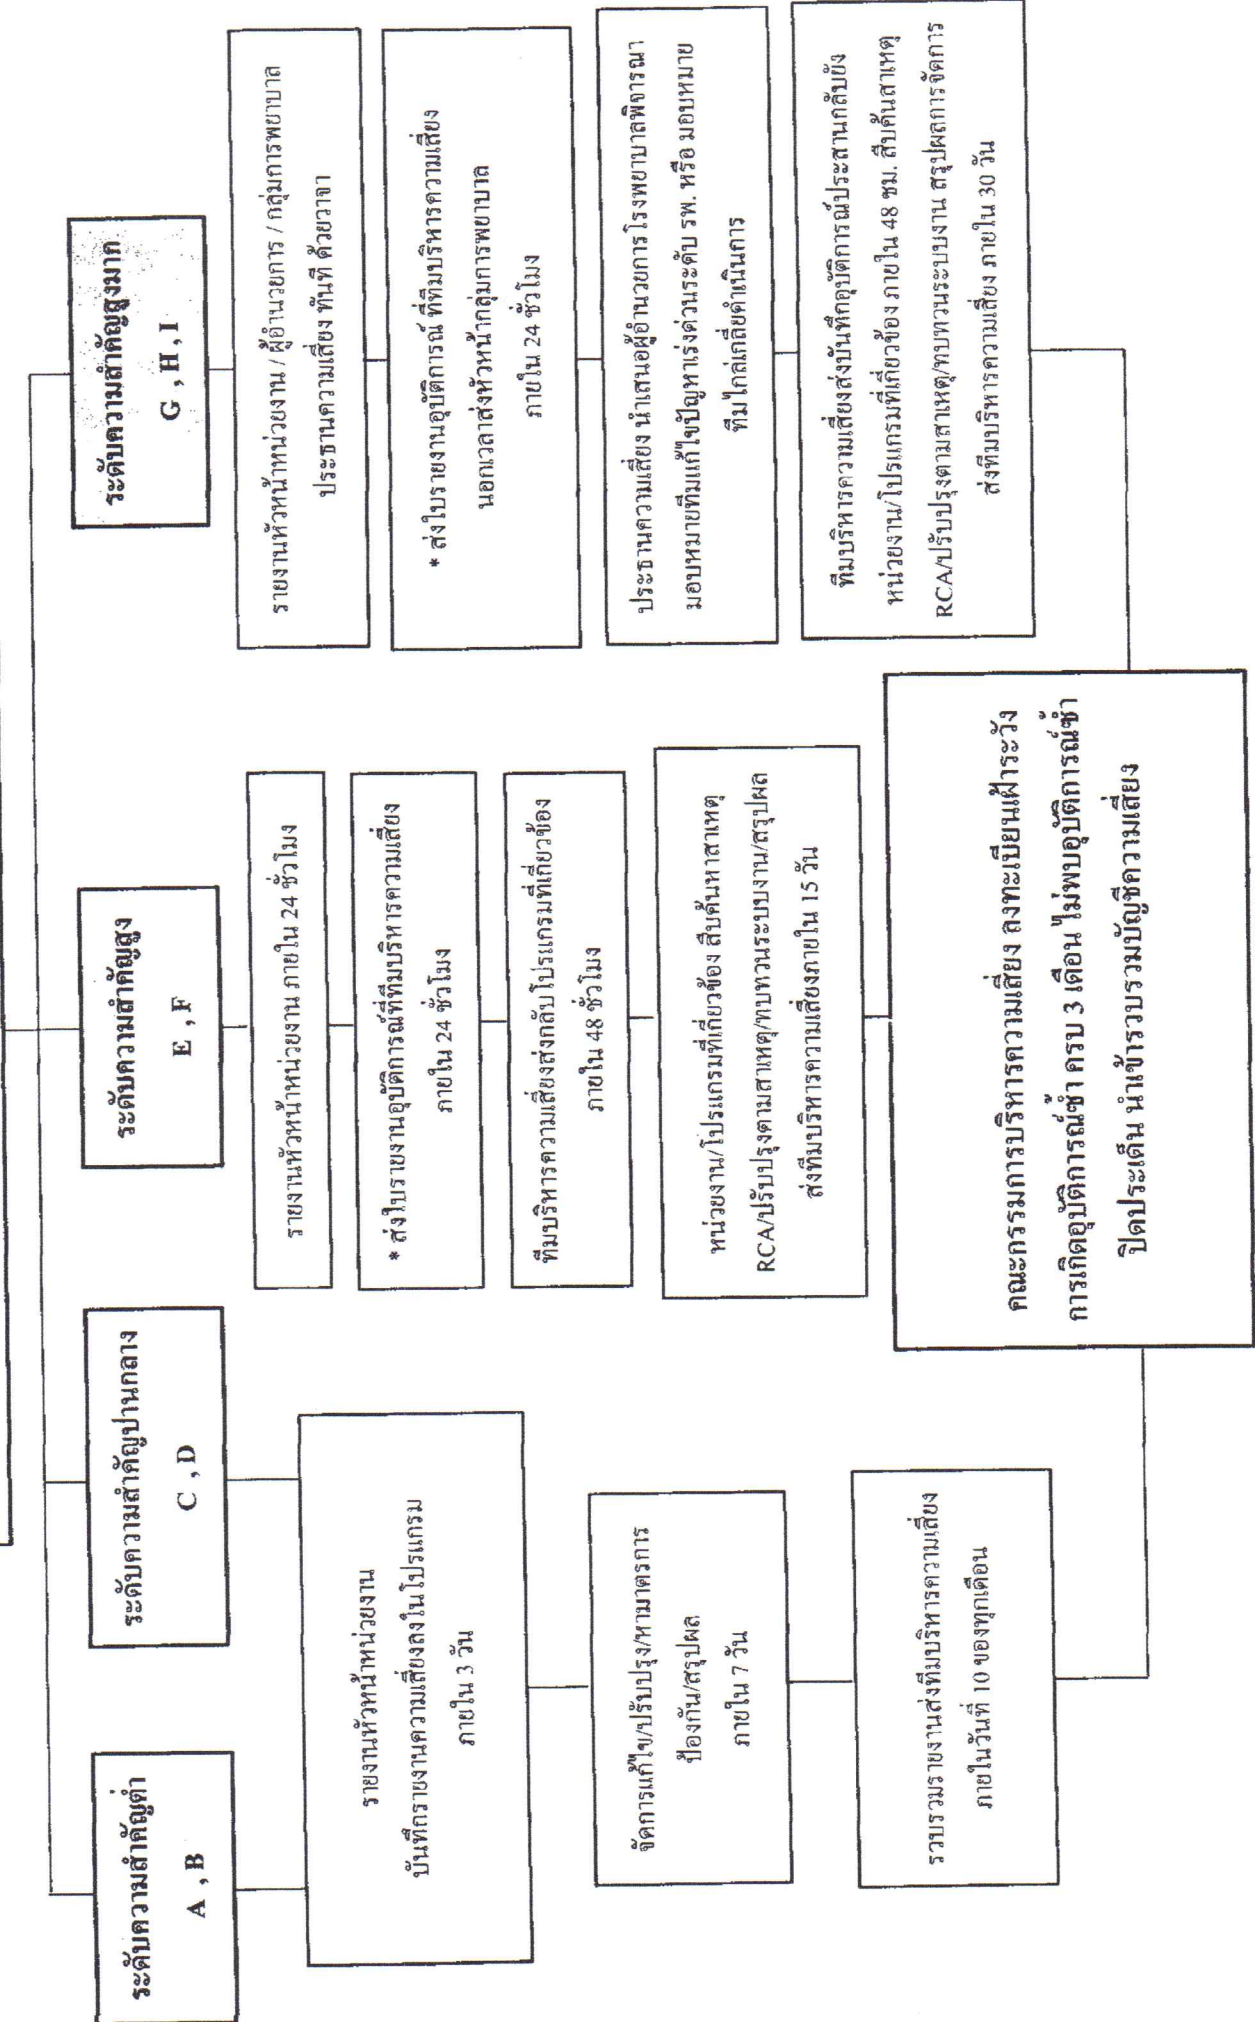 ระดับความสำคัญต่ำ
A , B
ระดับความสำคัญปานกลาง
C , D
ระดับความสำคัญสูง
E , F
ระดับความสำคัญสูงมาก
G , H , I
รายงานหัวหน้าหน่วยงาน
บันทึกรายงานความเสี่ยงลงในโปรแกรม
ภายใน 3 วัน
จัดการแก้ไข/ปรับปรุง/หามาตรการ
ป้องกัน/สรุปผล
ภายใน 7 วัน
รวบรวมรายงานส่งทีมบริหารความเสี่ยง
ภายในวันที่ 10 ของทุกเดือน
รายงานหัวหน้าหน่วยงาน ภายใน 24 ชั่วโมง
* ส่งใบรายงานอุบัติการณ์ที่ทีมบริหารความเสี่ยง
ภายใน 24 ชั่วโมง
ทีมบริหารความเสี่ยงส่งกลับโปรแกรมที่เกี่ยวข้อง
ภายใน 48 ชั่วโมง
หน่วยงาน/โปรแกรมที่เกี่ยวข้อง สืบค้นหาสาเหตุ
RCA/ปรับปรุงตามสาเหตุ/ทบทวนระบบงาน/สรุปผล
ส่งทีมบริหารความเสี่ยงภายใน 15 วัน
รายงานหัวหน้าหน่วยงาน / ผู้อำนวยการ / กลุ่มการพยาบาล
ประธานความเสี่ยง ทันที ด้วยวาจา
* ส่งใบรายงานอุบัติการณ์ ที่ทีมบริหารความเสี่ยง
นอกเวลาส่งหัวหน้ากลุ่มการพยาบาล
ภายใน 24 ชั่วโมง
ประธานความเสี่ยง นำเสนอผู้อำนวยการโรงพยาบาลพิจารณา
มอบหมายทีมแก้ไขปัญหาเร่งด่วนระดับ รพ. หรือ มอบหมาย
ทีมไกล่เกลี่ยดำเนินการ
ทีมบริหารความเสี่ยงส่งบันทึกอุบัติการณ์ประสานกลับยัง
หน่วยงาน/โปรแกรมที่เกี่ยวข้อง ภายใน 48 ชม. สืบค้นสาเหตุ
RCA/ปรับปรุงตามสาเหตุ/ทบทวนระบบงาน สรุปผลการจัดการ
ส่งทีมบริหารความเสี่ยง ภายใน 30 วัน
คณะกรรมการบริหารความเสี่ยง ลงทะเบียนเฝ้าระวัง
การเกิดอุบัติการณ์ซ้ำ ครบ 3 เดือน ไม่พบอุบัติการณ์ซ้ำ
ปิดประเด็น นำเข้ารวบรวมบัญชีความเสี่ยง